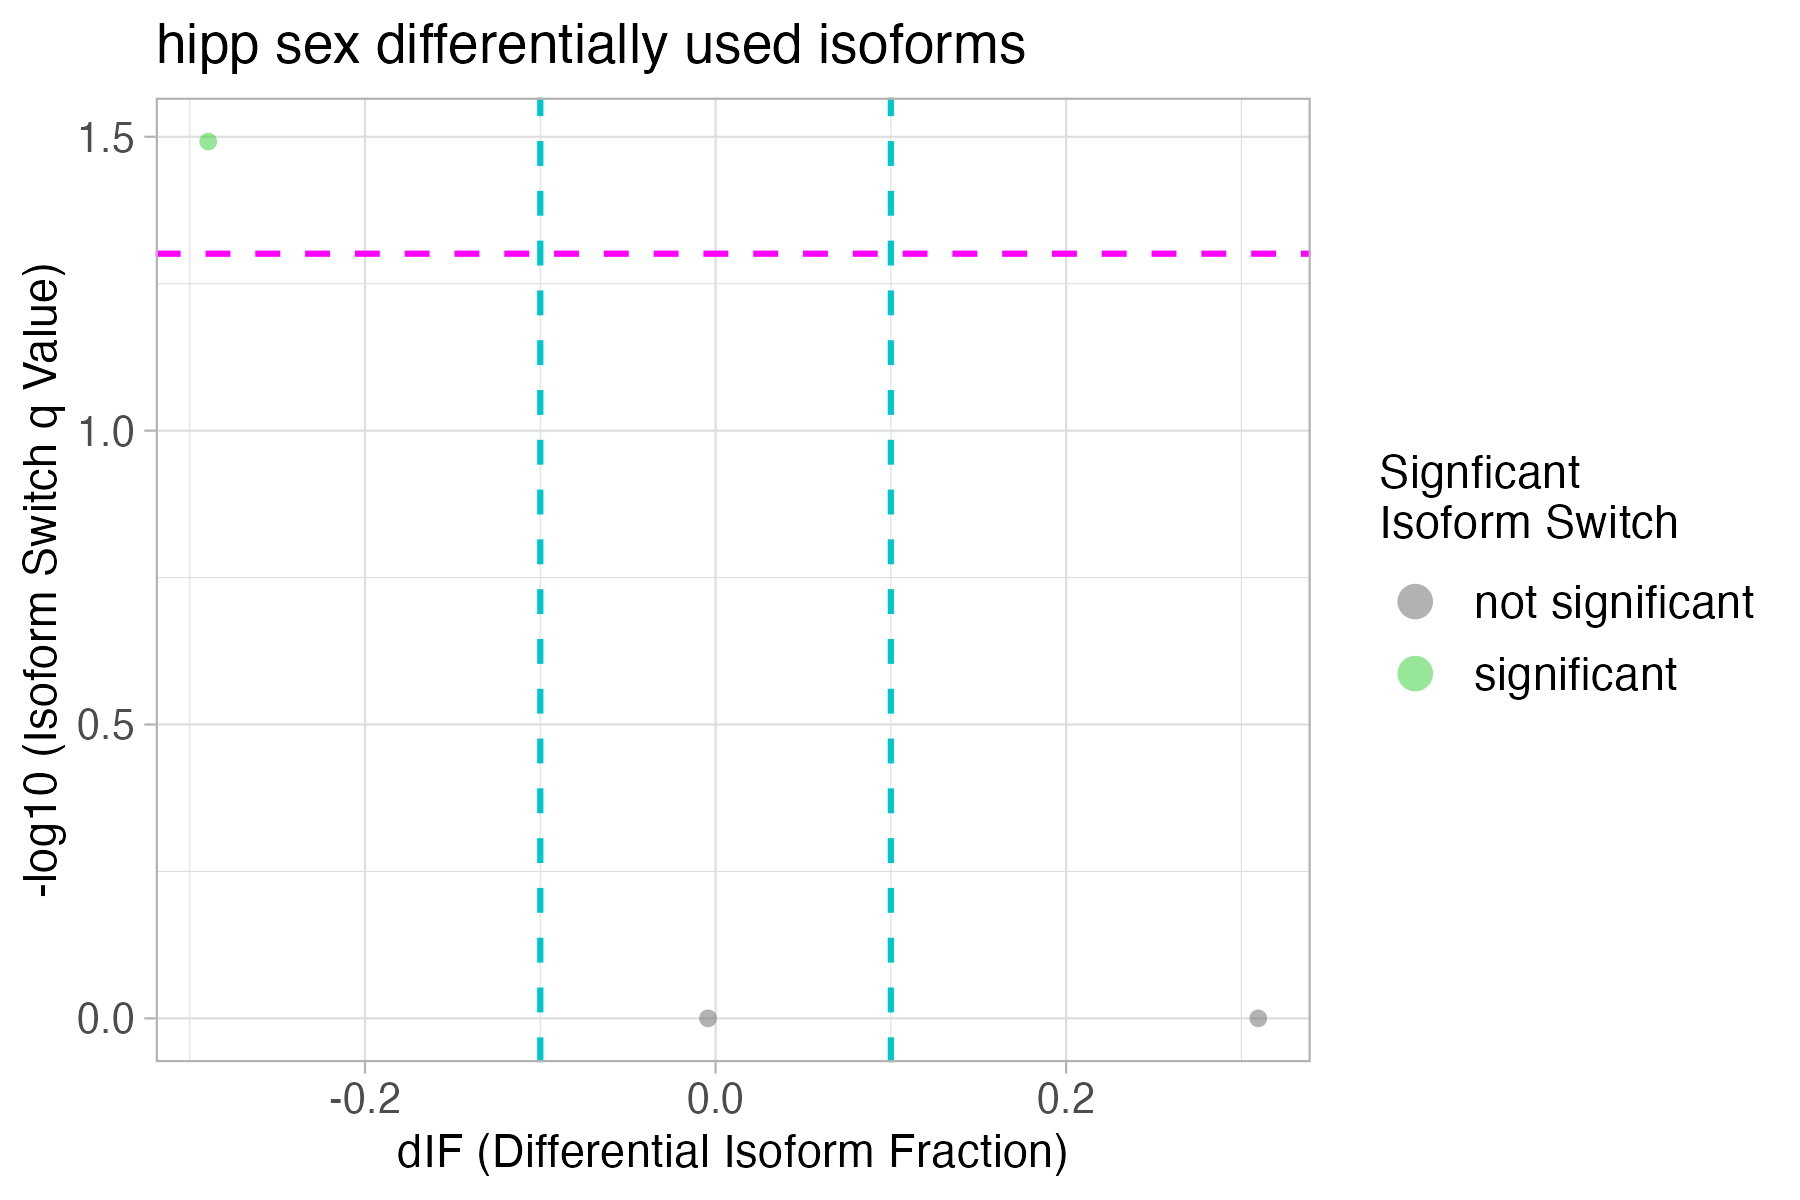 hipp sex differentially used isoforms
-log10 (Isoform Switch q Value)
1.5
1.0
0.5
0.0
-0.2
0.0
0.2
dIF (Differential Isoform Fraction)
Signficant
Isoform Switch
not significant
significant